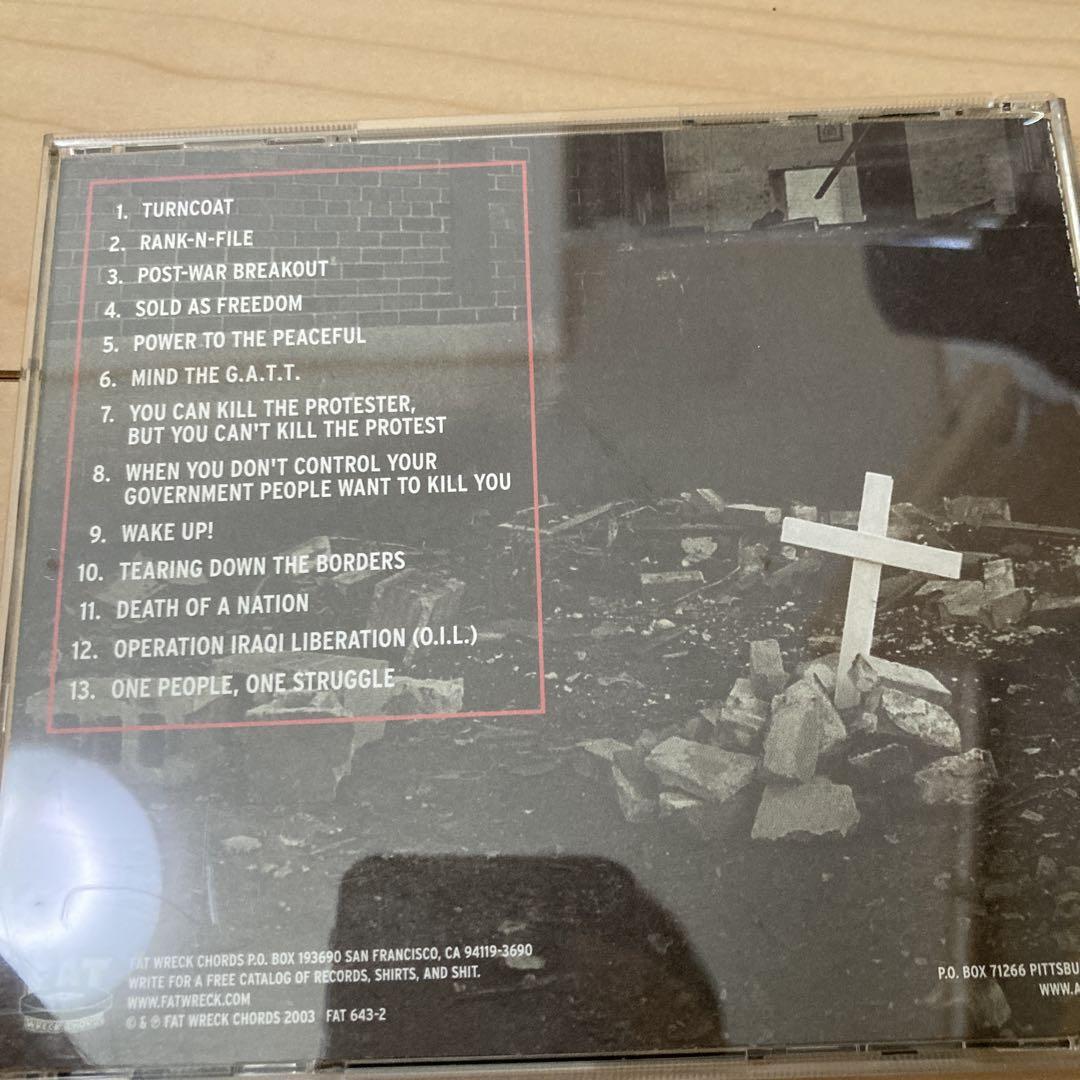 1. TURNCOAT
2. RANK-N-FILE
3. POST-WAR BREAKOUT
4. SOLD AS FREEDOM
5. POWER TO THE PEACEFUL
6. MIND THE G.A.T.T.
7. YOU CAN KILL THE PROTESTER,
BUT YOU CAN'T KILL THE PROTEST
8. WHEN YOU DON'T CONTROL YOUR
GOVERNMENT PEOPLE WANT TO KILL YOU
9. WAKE UP!
10. TEARING DOWN THE BORDERS
11. DEATH OF A NATION
12. OPERATION IRAQI LIBERATION (O.I.L.)
13. ONE PEOPLE, ONE STRUGGLE
FAT
WRECK CHORDS
FAT WRECK CHORDS P.O. BOX 193690 SAN FRANCISCO, CA 94119-3690
WRITE FOR A FREE CATALOG OF RECORDS, SHIRTS, AND SHIT.
WWW.FATWRECK.COM
© & ℗ FAT WRECK CHORDS 2003 FAT 643-2
P.O. BOX 71266 PITTSBU
WWW.A